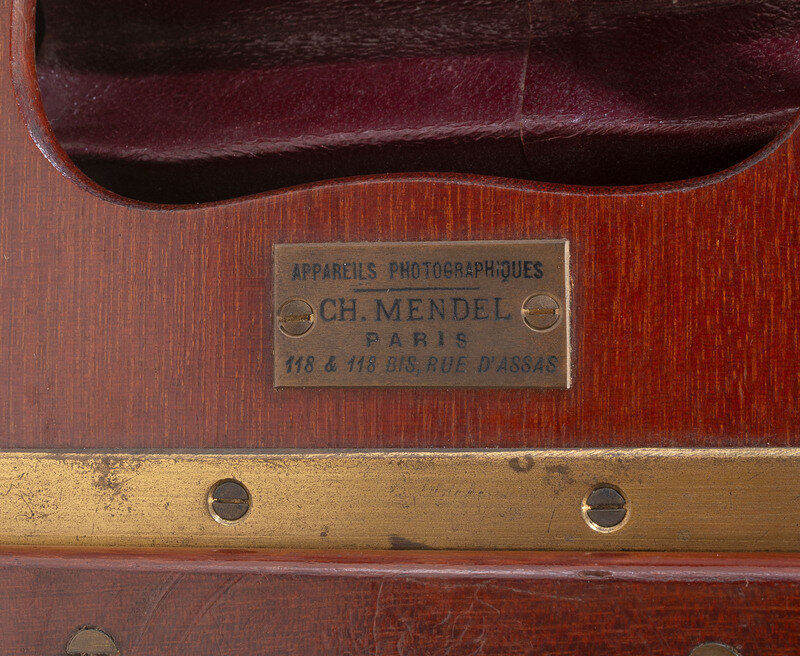 APPAREILS PHOTOGRAPHIQUES
CH. MENDEL
PARIS
118 & 118 BIS, RUE D'ASSAS